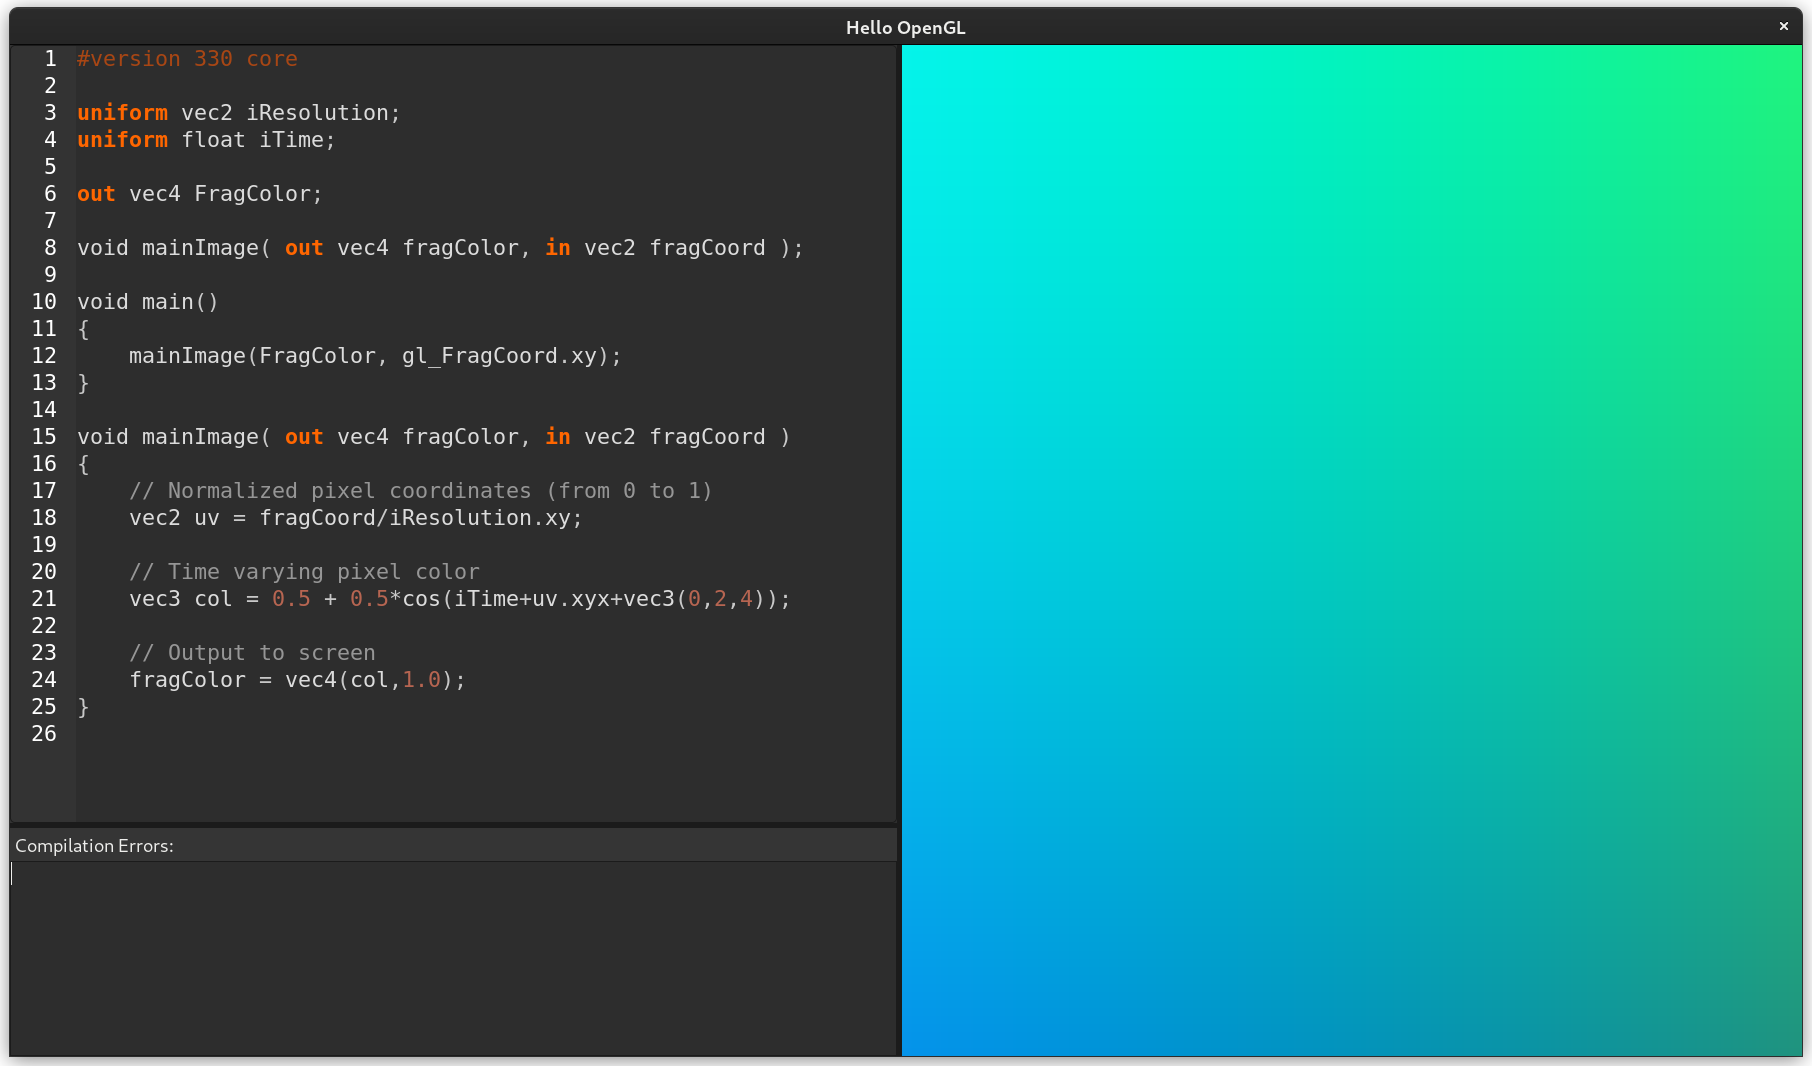 Hello OpenGL ×
1 #version 330 core
2
3 uniform vec2 iResolution;
4 uniform float iTime;
5
6 out vec4 FragColor;
7
8 void mainImage( out vec4 fragColor, in vec2 fragCoord );
9
10 void main()
11 {
12     mainImage(FragColor, gl_FragCoord.xy);
13 }
14
15 void mainImage( out vec4 fragColor, in vec2 fragCoord )
16 {
17     // Normalized pixel coordinates (from 0 to 1)
18     vec2 uv = fragCoord/iResolution.xy;
19
20     // Time varying pixel color
21     vec3 col = 0.5 + 0.5*cos(iTime+uv.xyx+vec3(0,2,4));
22
23     // Output to screen
24     fragColor = vec4(col,1.0);
25 }
26
Compilation Errors: